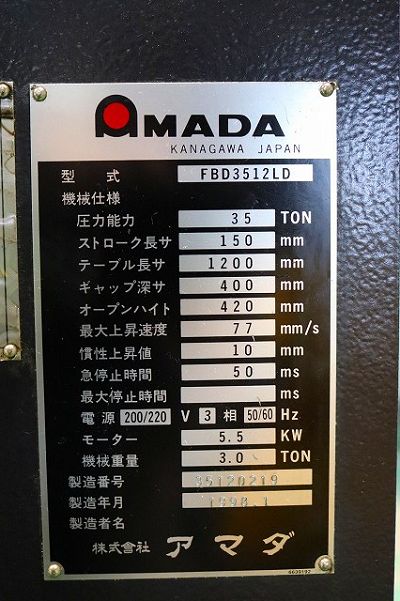 AMADA
KANAGAWA JAPAN
型式 FBD3512LD
機械仕様
圧力能力 35 TON
ストローク長サ 150 mm
テーブル長サ 1200 mm
ギャップ深サ 400 mm
オープンハイト 420 mm
最大上昇速度 77 mm/s
慣性上昇値 10 mm
急停止時間 50 ms
最大停止時間 ms
電源 200/220 V 3 相 50/60 Hz
モーター 5.5 KW
機械重量 3.0 TON
製造番号 35120219
製造年月 1998.1
製造者名
株式会社 アマダ